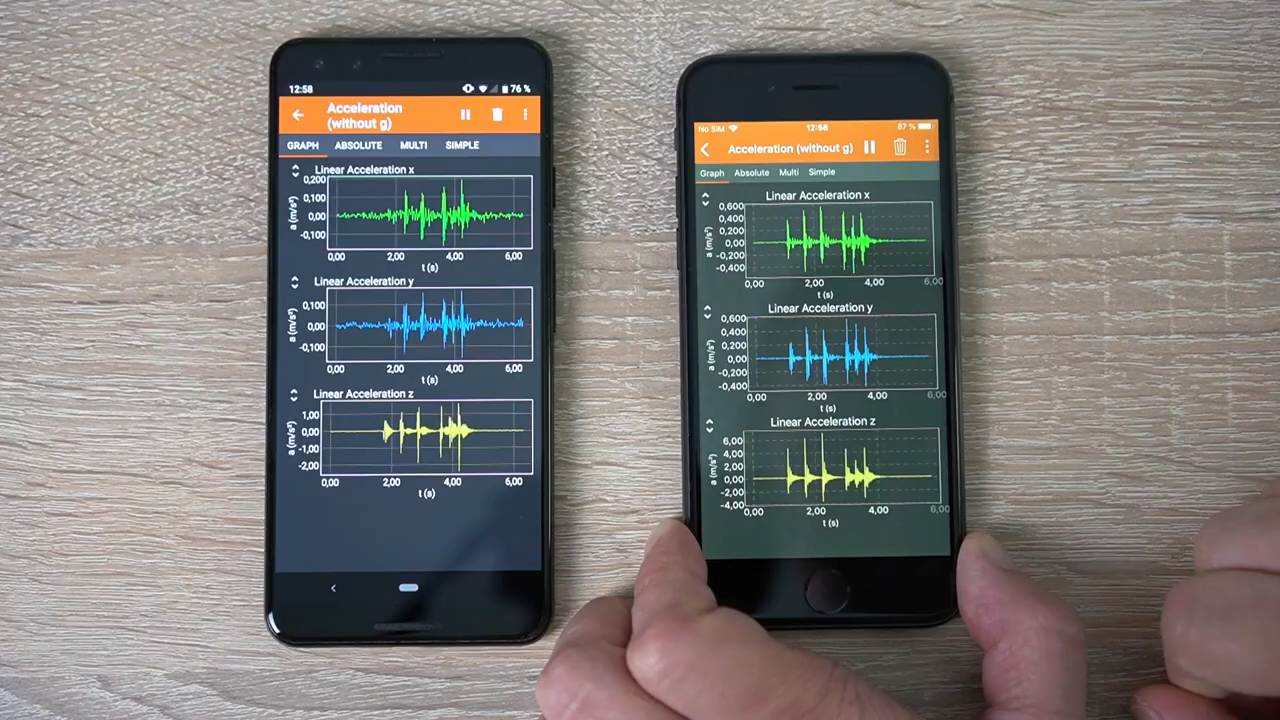 12:58
76 %
Acceleration
(without g)
GRAPH ABSOLUTE MULTI SIMPLE
Linear Acceleration x
a (m/s²)
0,200
0,100
0,00
-0,100
0,00 2,00 4,00 6,00
t (s)
Linear Acceleration y
a (m/s²)
0,100
0,00
-0,100
0,00 2,00 4,00 6,00
t (s)
Linear Acceleration z
a (m/s²)
1,00
0,00
-1,00
-2,00
0,00 2,00 4,00 6,00
t (s)
No SIM 12:58 87 %
Acceleration (without g)
Graph Absolute Multi Simple
Linear Acceleration x
a (m/s²)
0,600
0,400
0,200
0,00
-0,200
-0,400
0,00 2,00 4,00 6,00
t (s)
Linear Acceleration y
a (m/s²)
0,600
0,400
0,200
0,00
-0,200
-0,400
0,00 2,00 4,00 6,00
t (s)
Linear Acceleration z
a (m/s²)
6,00
4,00
2,00
0,00
-2,00
-4,00
0,00 2,00 4,00 6,00
t (s)